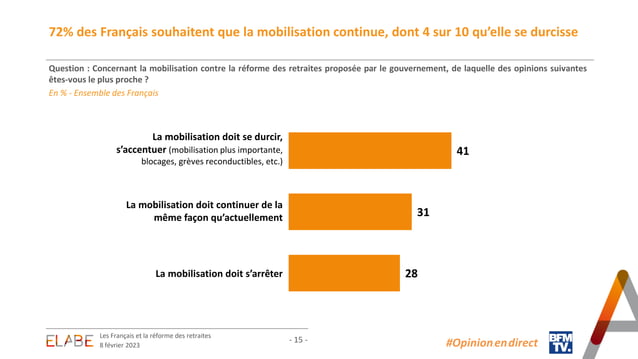 72% des Français souhaitent que la mobilisation continue, dont 4 sur 10 qu’elle se durcisse
Question : Concernant la mobilisation contre la réforme des retraites proposée par le gouvernement, de laquelle des opinions suivantes
êtes-vous le plus proche ?
En % - Ensemble des Français
La mobilisation doit se durcir,
s’accentuer (mobilisation plus importante,
blocages, grèves reconductibles, etc.)
41
La mobilisation doit continuer de la
même façon qu’actuellement
31
La mobilisation doit s’arrêter
28
ELABE
Les Français et la réforme des retraites
8 février 2023
- 15 -
#Opinionendirect
BFM
TV.